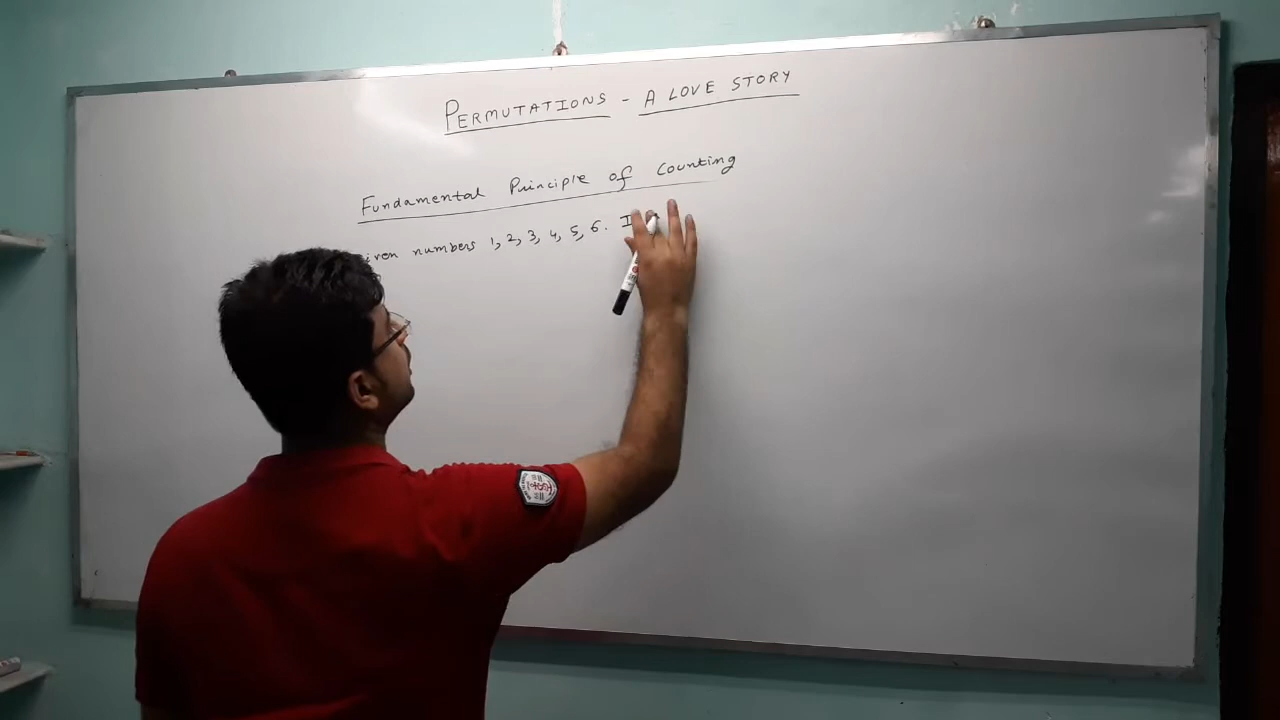 PERMUTATIONS - A LOVE STORY
Fundamental Principle of Counting
numbers 1, 2, 3, 4, 5, 6.